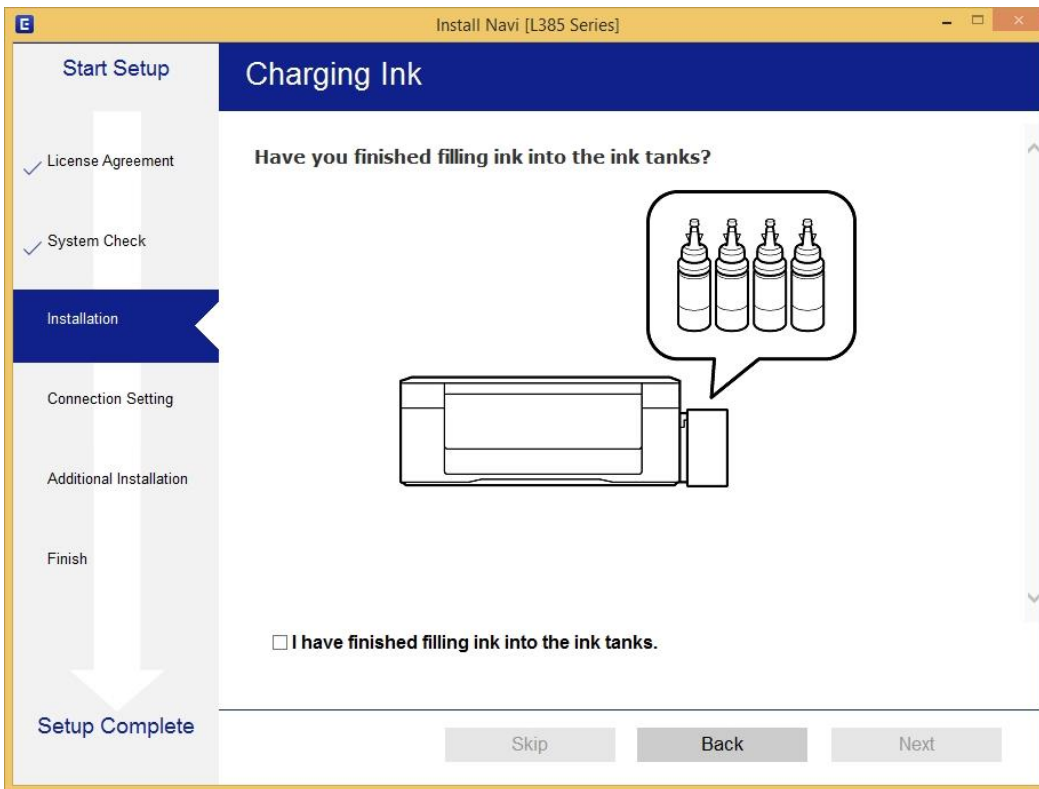 Install Navi [L385 Series]
Start Setup
Charging Ink
License Agreement
Have you finished filling ink into the ink tanks?
System Check
Installation
Connection Setting
Additional Installation
Finish
I have finished filling ink into the ink tanks.
Setup Complete
Skip
Back
Next